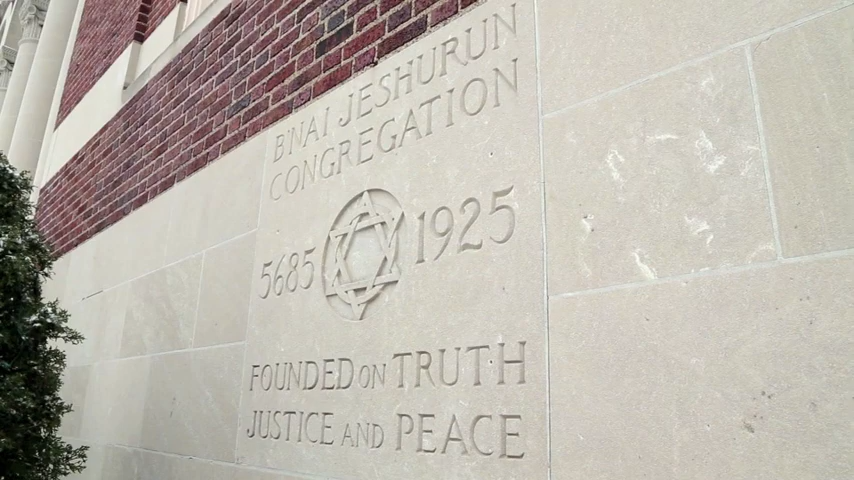 B'NAI JESHURUN
CONGREGATION
5685 1925
FOUNDED ON TRUTH
JUSTICE AND PEACE